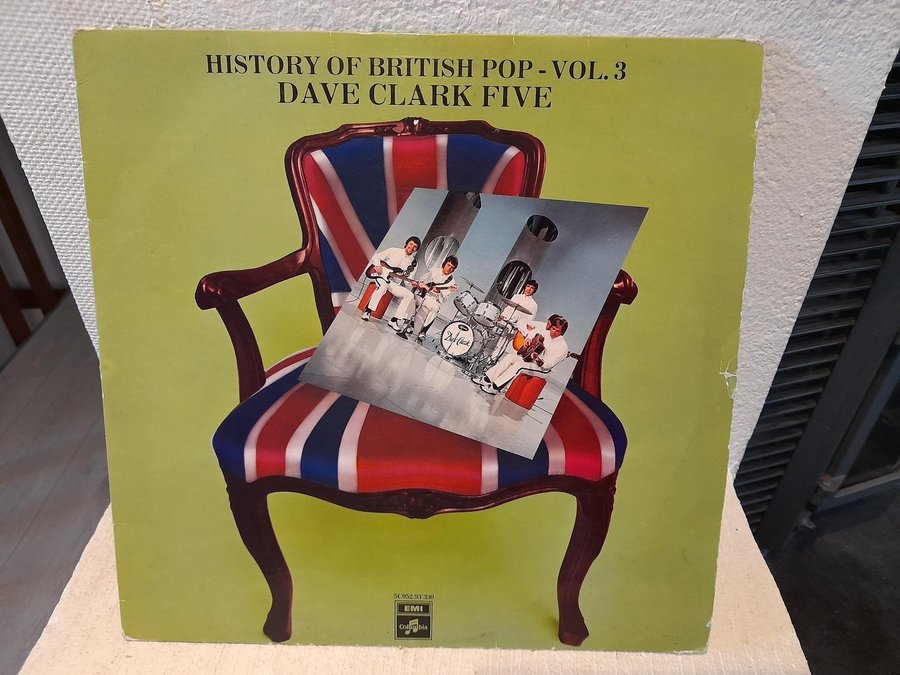 HISTORY OF BRITISH POP - VOL. 3
DAVE CLARK FIVE
Dave Clark
5C 052.93 330
EMI
Columbia